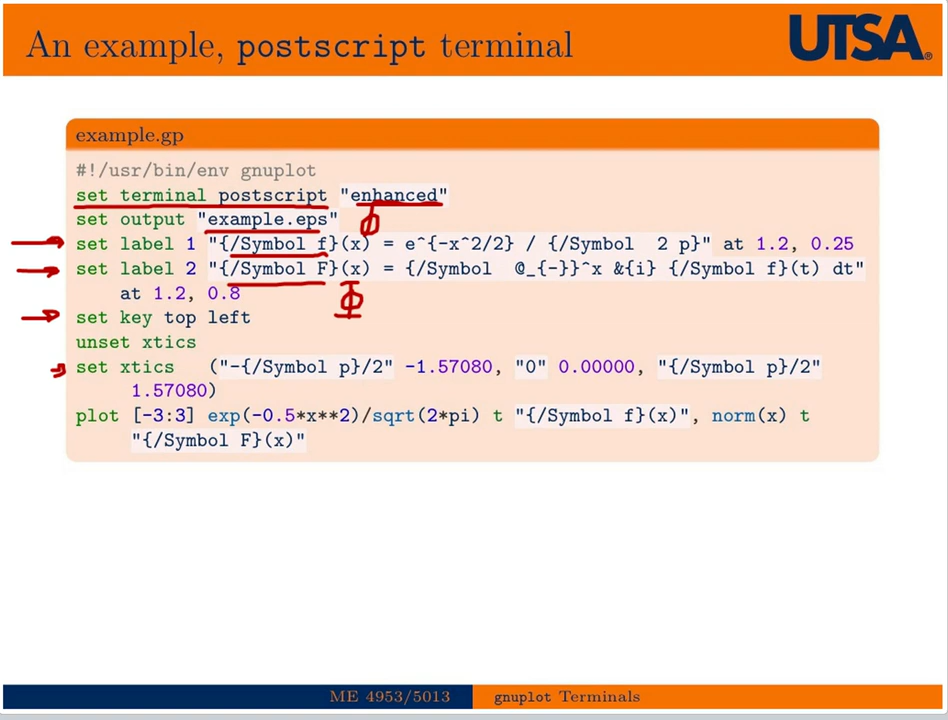 An example, postscript terminal
UTSA®
example.gp
#!/usr/bin/env gnuplot
set terminal postscript "enhanced"
set output "example.eps"
ϕ
set label 1 "{/Symbol f}(x) = e^{-x^2/2} / {/Symbol  2 p}" at 1.2, 0.25
set label 2 "{/Symbol F}(x) = {/Symbol  @_{-}}^x &{i} {/Symbol f}(t) dt"
at 1.2, 0.8
Φ
set key top left
unset xtics
set xtics   ("-{/Symbol p}/2" -1.57080, "0" 0.00000, "{/Symbol p}/2"
1.57080)
plot [-3:3] exp(-0.5*x**2)/sqrt(2*pi) t "{/Symbol f}(x)", norm(x) t
"{/Symbol F}(x)"
ME 4953/5013
gnuplot Terminals